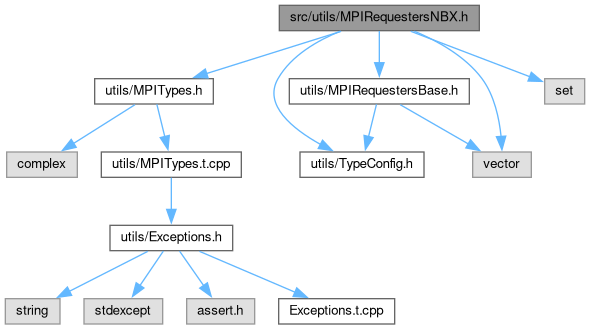 src/utils/MPIRequestersNBX.h
utils/MPITypes.h
utils/MPIRequestersBase.h
set
complex
utils/MPITypes.t.cpp
utils/TypeConfig.h
vector
utils/Exceptions.h
string
stdexcept
assert.h
Exceptions.t.cpp